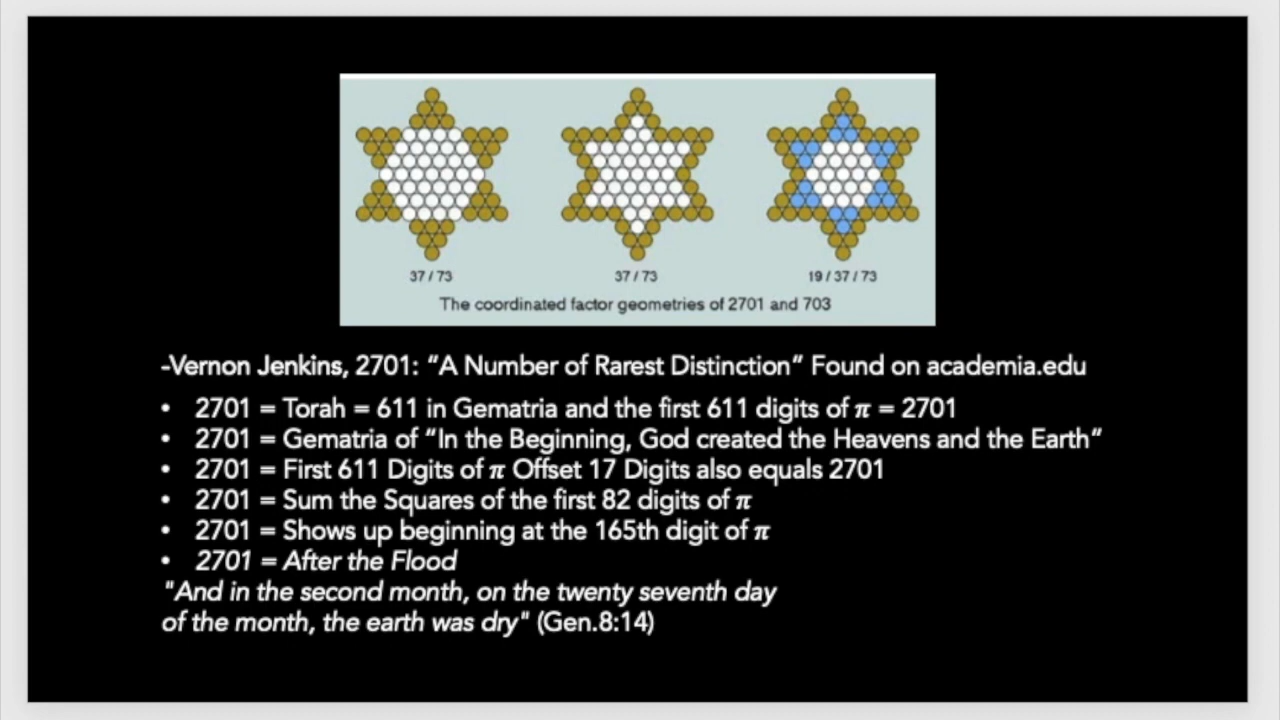 37 / 73
37 / 73
19 / 37 / 73
The coordinated factor geometries of 2701 and 703
-Vernon Jenkins, 2701: “A Number of Rarest Distinction” Found on academia.edu
• 2701 = Torah = 611 in Gematria and the first 611 digits of π = 2701
• 2701 = Gematria of “In the Beginning, God created the Heavens and the Earth“
• 2701 = First 611 Digits of π Offset 17 Digits also equals 2701
• 2701 = Sum the Squares of the first 82 digits of π
• 2701 = Shows up beginning at the 165th digit of π
• 2701 = After the Flood
"And in the second month, on the twenty seventh day
of the month, the earth was dry" (Gen.8:14)